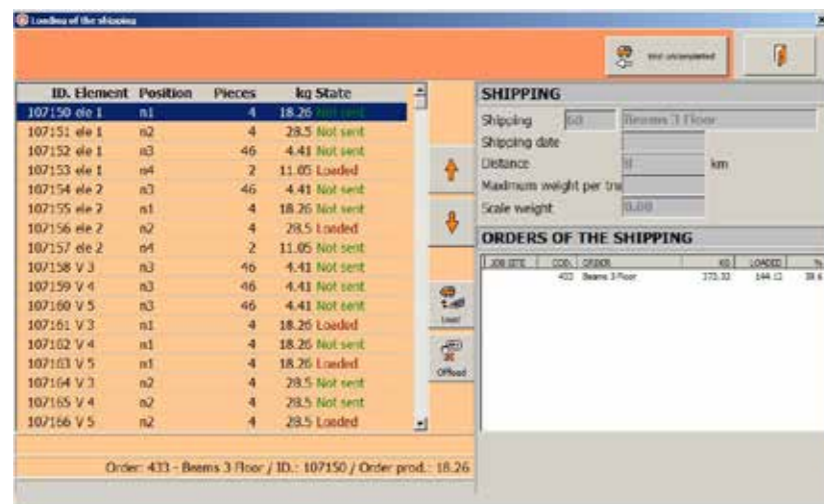 Loading of the shipping
ID. Element Position Pieces kg State
107150 ele 1 n1 4 18.26 Not sent
107151 ele 1 n2 4 28.5 Not sent
107152 ele 1 n3 46 4.41 Not sent
107153 ele 1 n4 2 11.05 Loaded
107154 ele 2 n3 46 4.41 Not sent
107155 ele 2 n1 4 18.26 Not sent
107156 ele 2 n2 4 28.5 Loaded
107157 ele 2 n4 2 11.05 Not sent
107158 V 3 n3 46 4.41 Not sent
107159 V 4 n3 46 4.41 Not sent
107160 V 5 n3 46 4.41 Not sent
107161 V 3 n1 4 18.26 Loaded
107162 V 4 n1 4 18.26 Loaded
107163 V 5 n1 4 18.26 Loaded
107164 V 3 n2 4 28.5 Not sent
107165 V 4 n2 4 28.5 Not sent
107166 V 5 n2 4 28.5 Loaded
Order: 433 - Beems 3 Floor / ID.: 107150 / Order prod.: 18.26
Load
Offload
SHIPPING
Shipping 60 Beems 3 Floor
Shipping date
Distance 0 km
Maximum weight per tra
Scale weight 0.00
ORDERS OF THE SHIPPING
JOB SITE COD. ORDER KG LOADED %
433 Beems 3 Floor 373.32 144.12 38.6